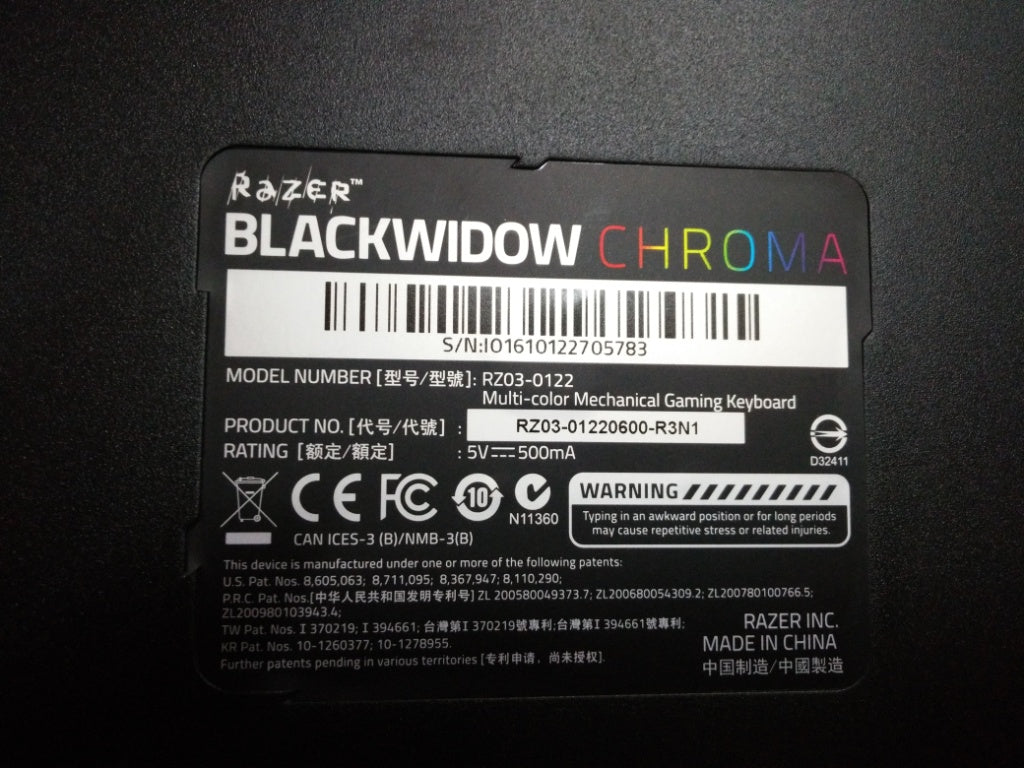 RAZER™
BLACKWIDOW CHROMA
S/N:IO1610122705783
MODEL NUMBER [型号/型號]: RZ03-0122
Multi-color Mechanical Gaming Keyboard
PRODUCT NO. [代号/代號] : RZ03-01220600-R3N1
RATING [额定/額定] : 5V⎓500mA
D32411
CE FC 10 N11360
CAN ICES-3 (B)/NMB-3(B)
WARNING
Typing in an awkward position or for long periods
may cause repetitive stress or related injuries.
This device is manufactured under one or more of the following patents:
U.S. Pat. Nos. 8,605,063; 8,711,095; 8,367,947; 8,110,290;
P.R.C. Pat. Nos.[中华人民共和国发明专利号] ZL 200580049373.7; ZL200680054309.2; ZL200780100766.5;
ZL200980103943.4;
TW Pat. Nos. I 370219; I 394661; 台灣第I 370219號專利;台灣第I 394661號專利;
KR Pat. Nos. 10-1260377; 10-1278955.
Further patents pending in various territories [专利申请，尚未授权].
RAZER INC.
MADE IN CHINA
中国制造/中國製造